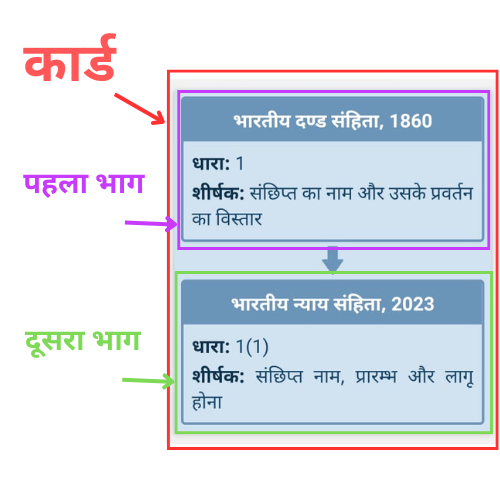 कार्ड
भारतीय दण्ड संहिता, 1860
पहला भाग
धारा: 1
शीर्षक: संछिप्त का नाम और उसके प्रवर्तन
का विस्तार
भारतीय न्याय संहिता, 2023
दूसरा भाग
धारा: 1(1)
शीर्षक: संछिप्त नाम, प्रारम्भ और लागू
होना